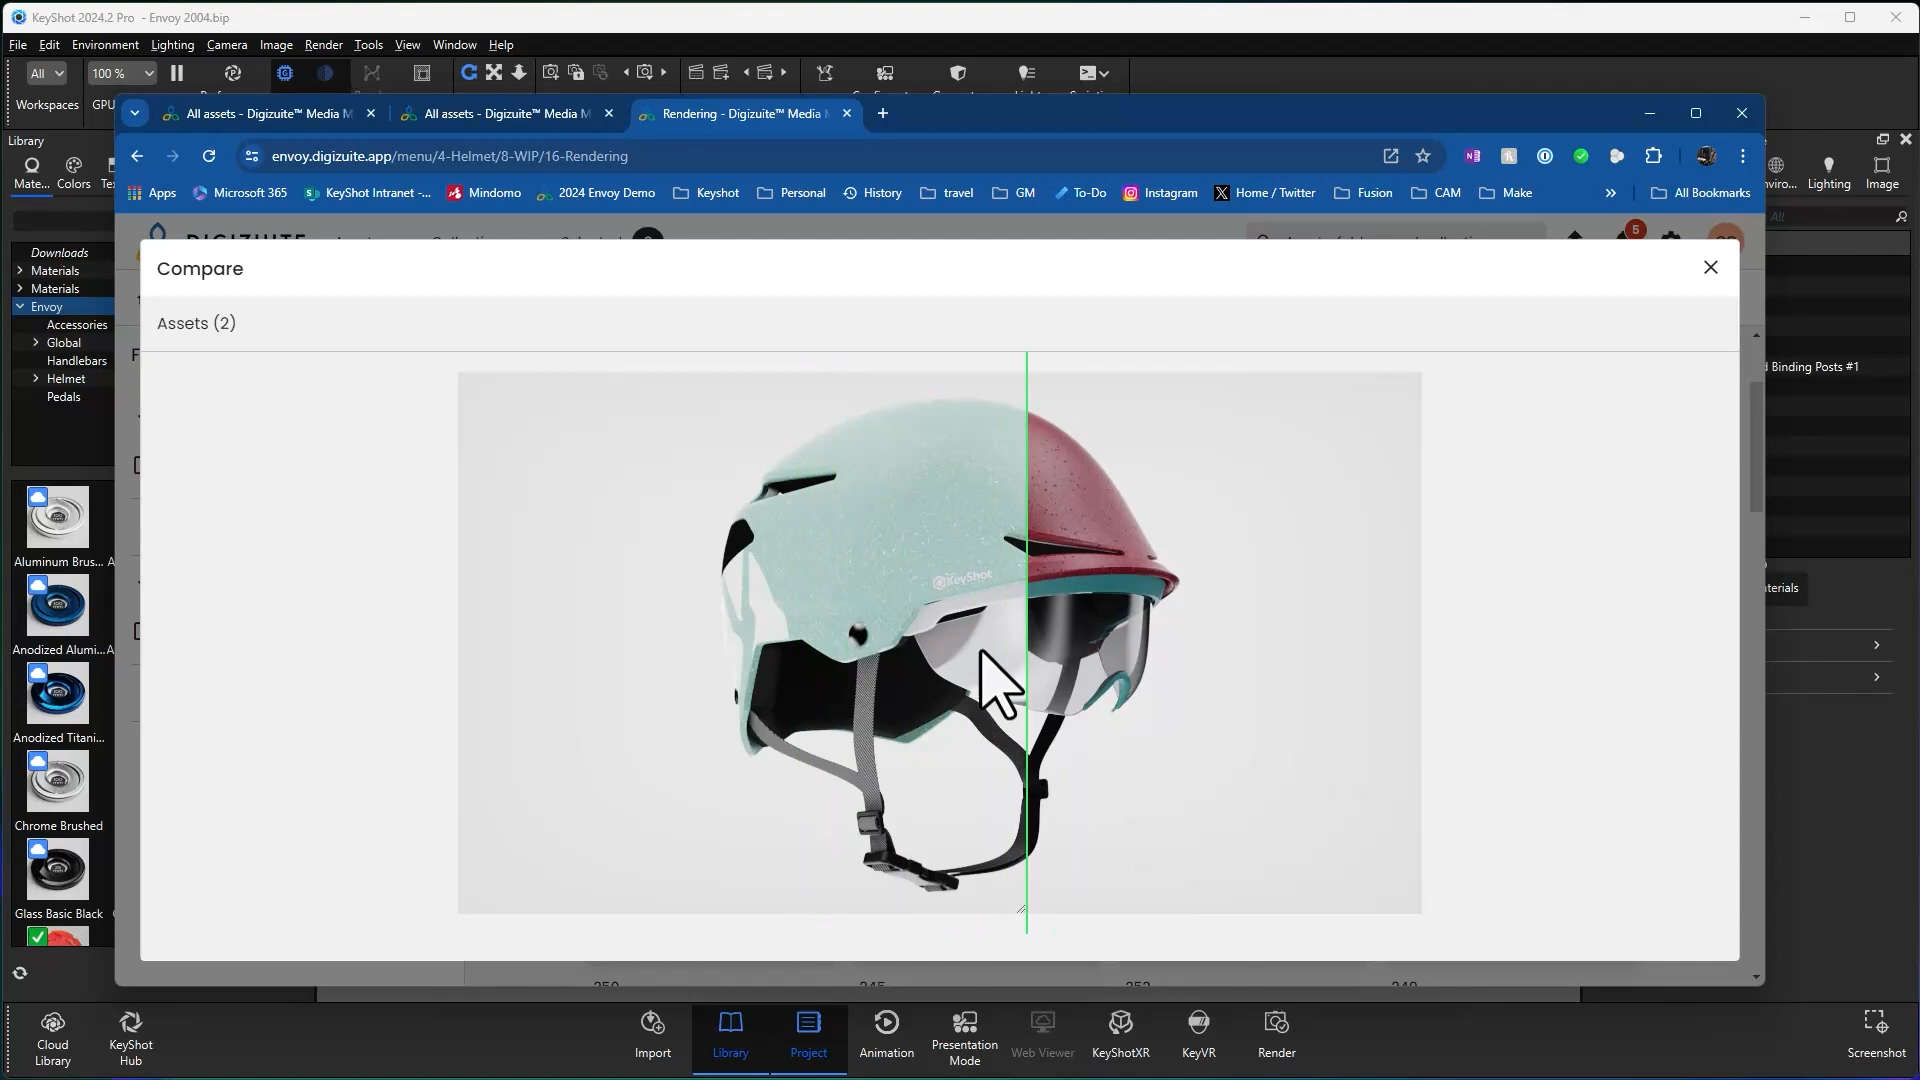 KeyShot 2024.2 Pro - Envoy 2004.bip
File Edit Environment Lighting Camera Image Render Tools View Window Help
All 100 %
Workspaces GPU
All assets - Digizuite™ Media M
All assets - Digizuite™ Media M
Rendering - Digizuite™ Media
Library
envoy.digizuite.app/menu/4-Helmet/8-WIP/16-Rendering
Mate... Colors
Lighting Image
Apps Microsoft 365 KeyShot Intranet -... Mindomo 2024 Envoy Demo Keyshot Personal History travel GM To-Do Instagram Home / Twitter Fusion CAM Make » All Bookmarks
5
Compare
Assets (2)
Downloads
Materials
Materials
Envoy
Accessories
Global
Handlebars
Helmet
Pedals
Binding Posts #1
KeyShot
Aluminum Brus...
Anodized Alumi...
Anodized Titani...
Chrome Brushed
Glass Basic Black
Cloud Library
KeyShot Hub
Import
Library
Project
Animation
Presentation Mode
Web Viewer
KeyShotXR
KeyVR
Render
Screenshot